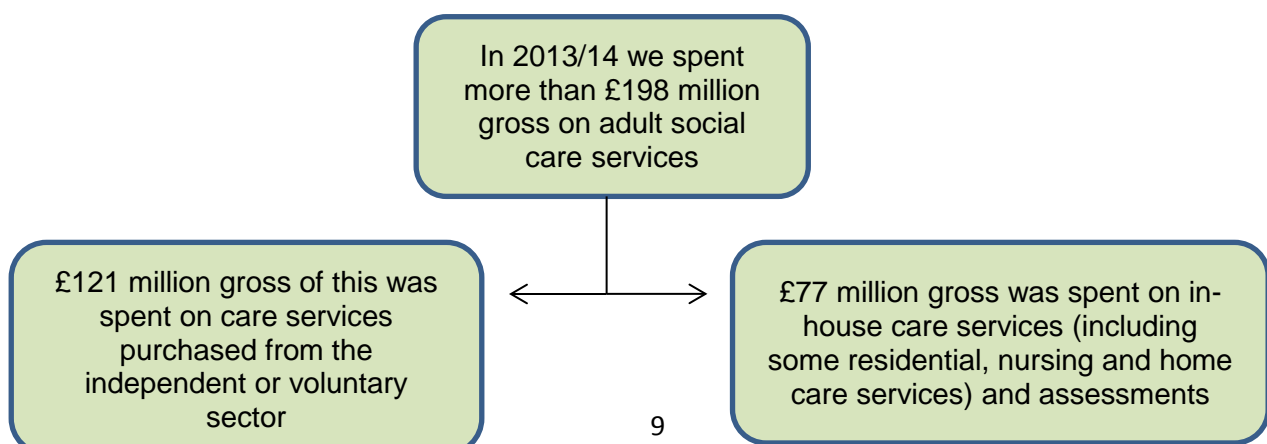 In 2013/14 we spent
more than £198 million
gross on adult social
care services
£121 million gross of this was
spent on care services
purchased from the
independent or voluntary
sector
£77 million gross was spent on in-
house care services (including
some residential, nursing and home
care services) and assessments
9